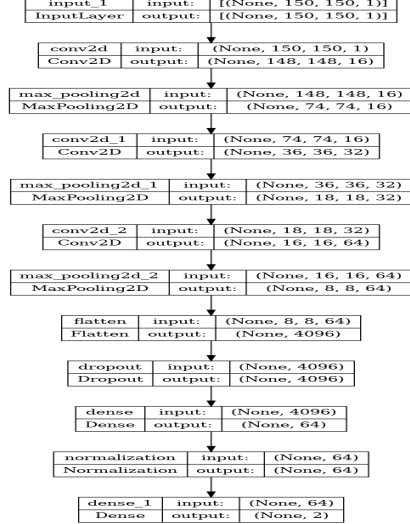 input_1 input: [(None, 150, 150, 1)]
InputLayer output: [(None, 150, 150, 1)]
conv2d input: (None, 150, 150, 1)
Conv2D output: (None, 148, 148, 16)
max_pooling2d input: (None, 148, 148, 16)
MaxPooling2D output: (None, 74, 74, 16)
conv2d_1 input: (None, 74, 74, 16)
Conv2D output: (None, 36, 36, 32)
max_pooling2d_1 input: (None, 36, 36, 32)
MaxPooling2D output: (None, 18, 18, 32)
conv2d_2 input: (None, 18, 18, 32)
Conv2D output: (None, 16, 16, 64)
max_pooling2d_2 input: (None, 16, 16, 64)
MaxPooling2D output: (None, 8, 8, 64)
flatten input: (None, 8, 8, 64)
Flatten output: (None, 4096)
dropout input: (None, 4096)
Dropout output: (None, 4096)
dense input: (None, 4096)
Dense output: (None, 64)
normalization input: (None, 64)
Normalization output: (None, 64)
dense_1 input: (None, 64)
Dense output: (None, 2)